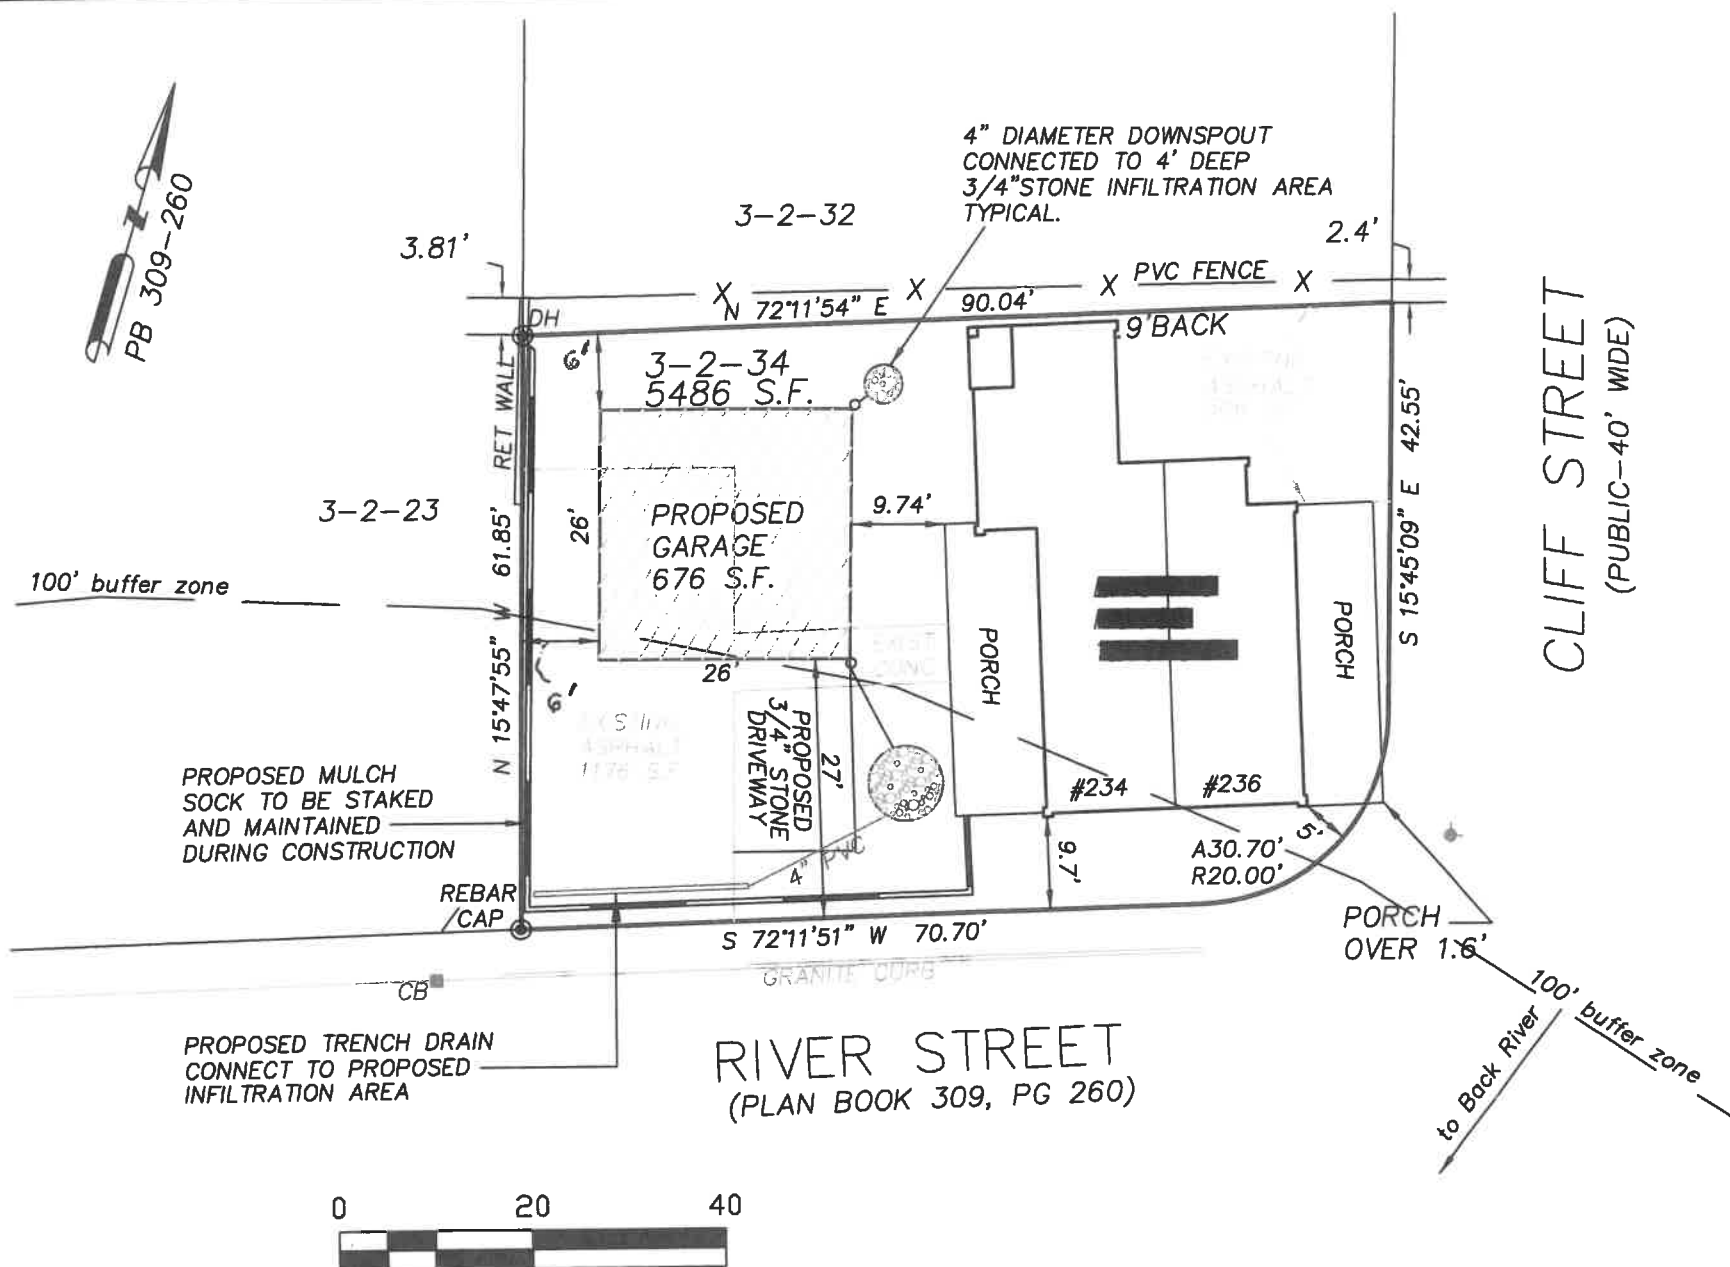 4" DIAMETER DOWNSPOUT
CONNECTED TO 4' DEEP
3/4"STONE INFILTRATION AREA
TYPICAL.
N
PB 309-260
3-2-32
3.81'
2.4'
X X X X
PVC FENCE
N 72°11'54" E
90.04'
DH
9'BACK
6'
3-2-34
5486 S.F.
RET WALL
CLIFF STREET
(PUBLIC-40' WIDE)
S 15°45'09" E 42.55'
3-2-23
N 15°47'55" W 61.85'
26'
PROPOSED
GARAGE
676 S.F.
9.74'
100' buffer zone
26'
6'
EXIST
CONC
PORCH
PORCH
ASPHALT
1176 S.F.
PROPOSED
3/4" STONE
DRIVEWAY
27'
#234
#236
PROPOSED MULCH
SOCK TO BE STAKED
AND MAINTAINED
DURING CONSTRUCTION
4" PVC
9.7'
5'
A30.70'
R20.00'
REBAR
CAP
PORCH
OVER 1.6'
S 72°11'51" W 70.70'
GRANITE CURB
CB
100' buffer zone
to Back River
PROPOSED TRENCH DRAIN
CONNECT TO PROPOSED
INFILTRATION AREA
RIVER STREET
(PLAN BOOK 309, PG 260)
0 20 40